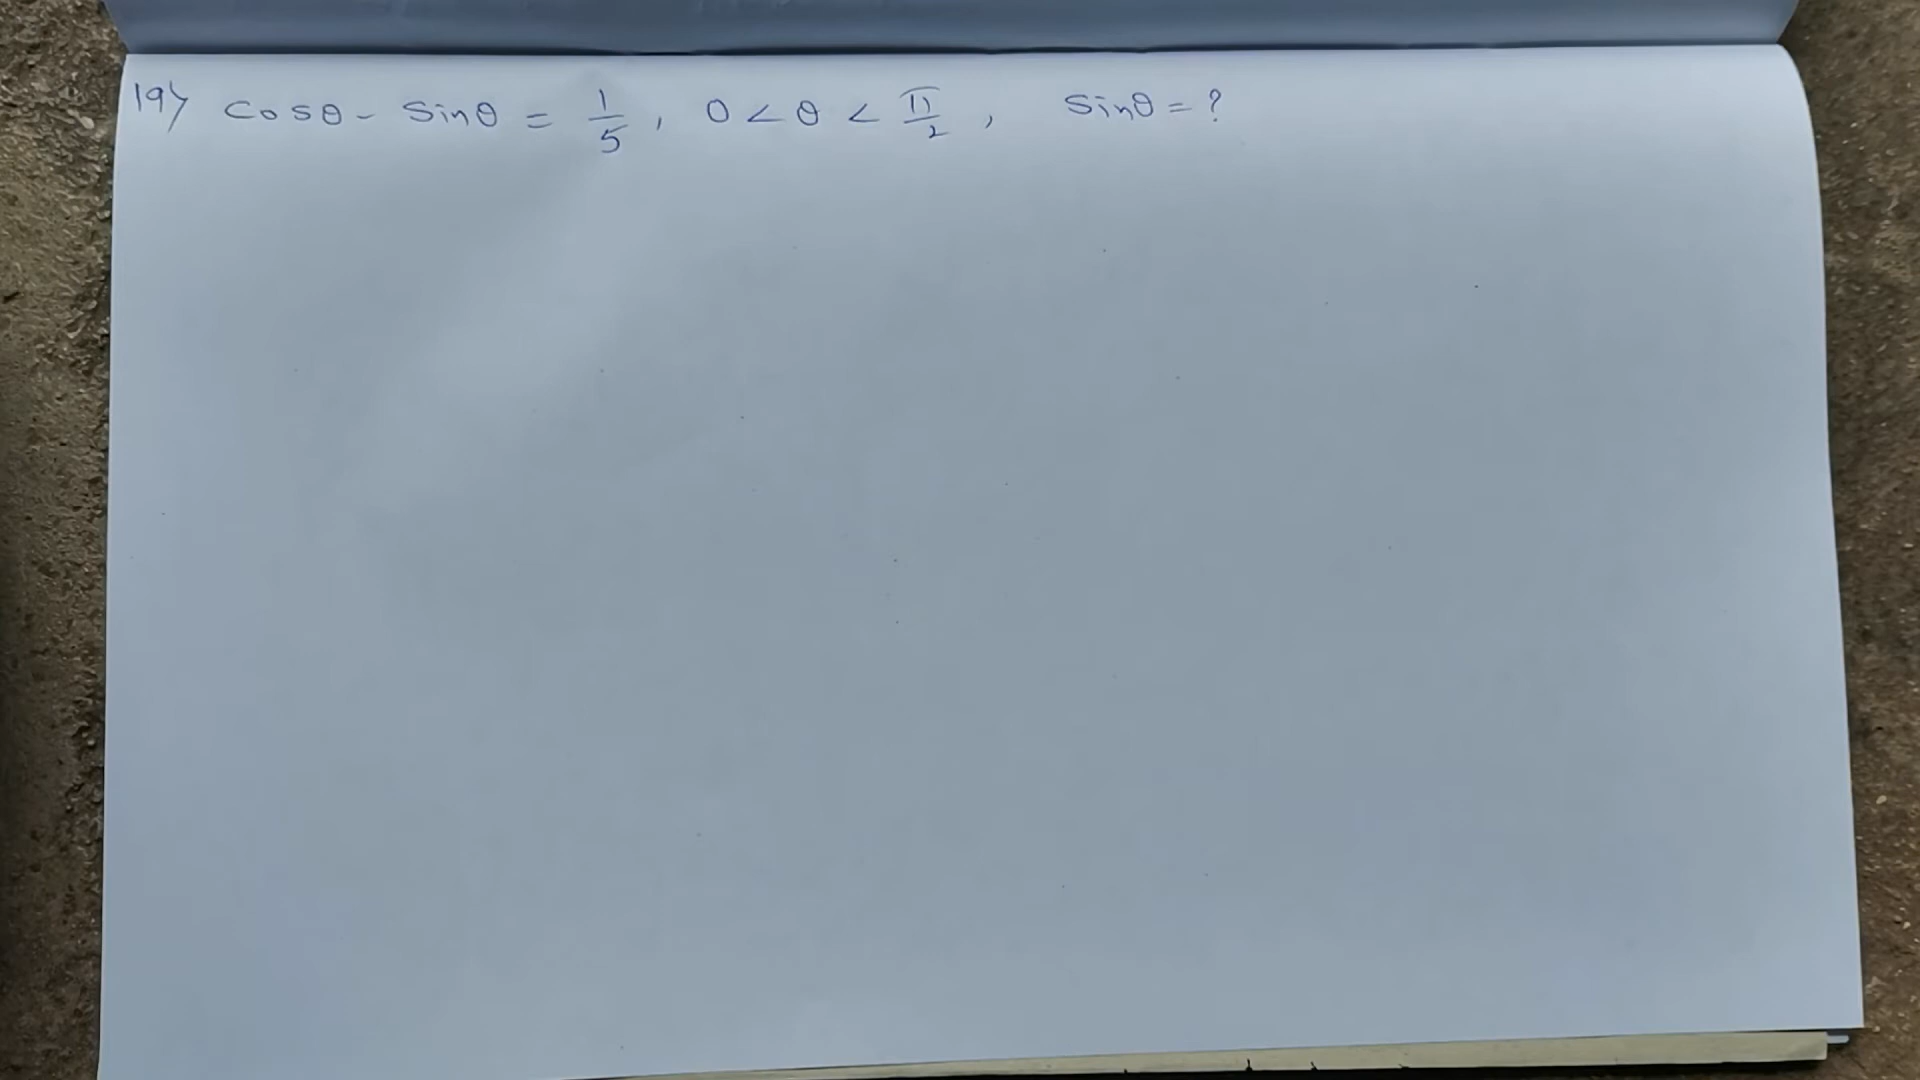 19) cosθ - sinθ = 1/5, 0 < θ < π/2, sinθ = ?